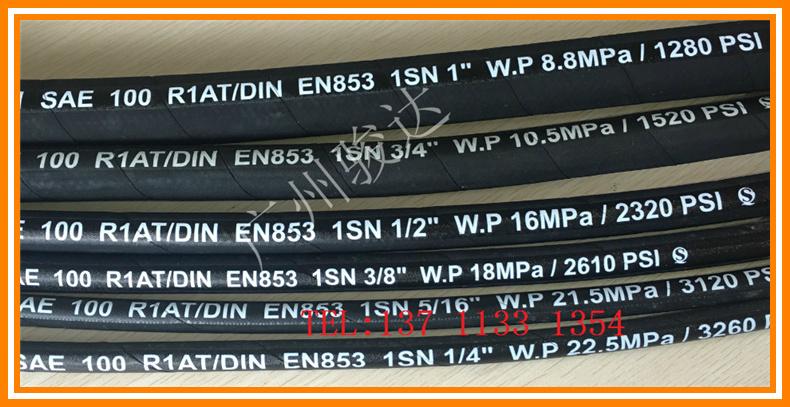 SAE 100 R1AT/DIN EN853 1SN 1" W.P 8.8MPa / 1280 PSI
100 R1AT/DIN EN853 1SN 3/4" W.P 10.5MPa / 1520 PSI
100 R1AT/DIN EN853 1SN 1/2" W.P 16MPa / 2320 PSI
AE 100 R1AT/DIN EN853 1SN 3/8" W.P 18MPa / 2610 PSI
AE 100 R1AT/DIN EN853 1SN 5/16" W.P 21.5MPa / 3120 PSI
SAE 100 R1AT/DIN EN853 1SN 1/4" W.P 22.5MPa / 3260
广州骏达
TEL:137 1133 1354